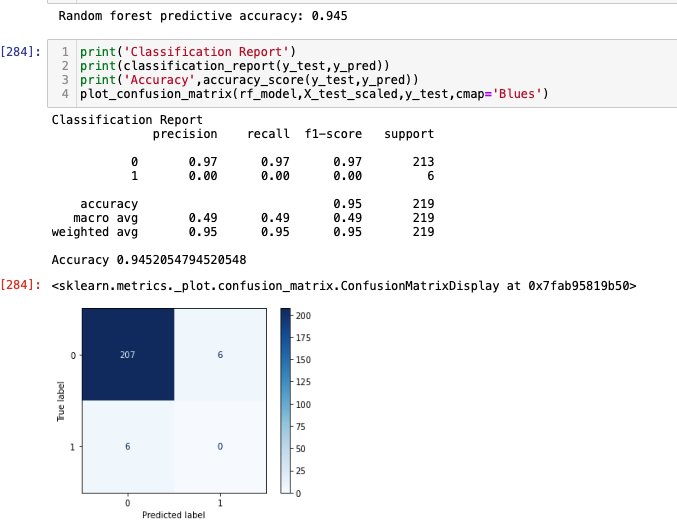 Random forest predictive accuracy: 0.945
[284]:
1 print('Classification Report')
2 print(classification_report(y_test,y_pred))
3 print('Accuracy',accuracy_score(y_test,y_pred))
4 plot_confusion_matrix(rf_model,X_test_scaled,y_test,cmap='Blues')
Classification Report
precision recall f1-score support
0 0.97 0.97 0.97 213
1 0.00 0.00 0.00 6
accuracy 0.95 219
macro avg 0.49 0.49 0.49 219
weighted avg 0.95 0.95 0.95 219
Accuracy 0.9452054794520548
[284]: <sklearn.metrics._plot.confusion_matrix.ConfusionMatrixDisplay at 0x7fab95819b50>
True label
0
1
207 6
6 0
0 1
Predicted label
200
175
150
125
100
75
50
25
0